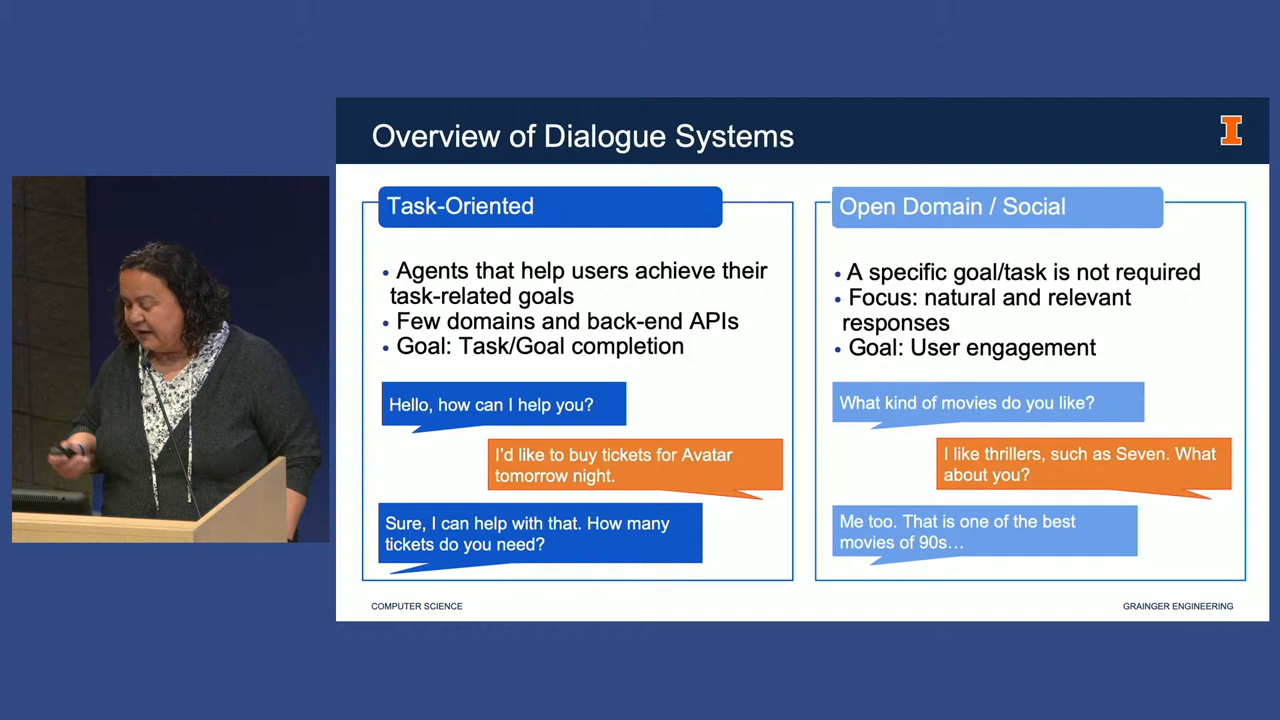 Overview of Dialogue Systems
I
Task-Oriented
• Agents that help users achieve their
task-related goals
• Few domains and back-end APIs
• Goal: Task/Goal completion
Hello, how can I help you?
I'd like to buy tickets for Avatar
tomorrow night.
Sure, I can help with that. How many
tickets do you need?
Open Domain / Social
• A specific goal/task is not required
• Focus: natural and relevant
responses
• Goal: User engagement
What kind of movies do you like?
I like thrillers, such as Seven. What
about you?
Me too. That is one of the best
movies of 90s…
COMPUTER SCIENCE
GRAINGER ENGINEERING